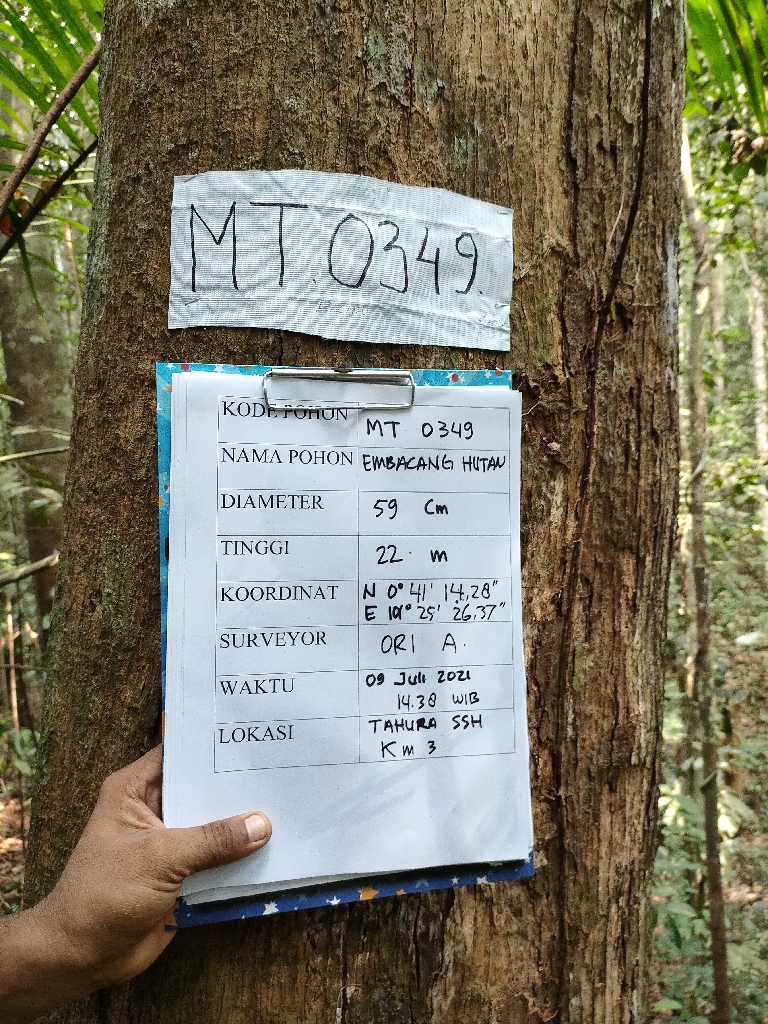 MT. 0349.
KODE POHON MT 0349
NAMA POHON EMBACANG HUTAN
DIAMETER 59 Cm
TINGGI 22 m
KOORDINAT N 0° 41' 14,28"
E 101° 25' 26,37"
SURVEYOR ORI A.
WAKTU 09 Juli 2021
14.38 WIB
LOKASI TAHURA SSH
Km 3